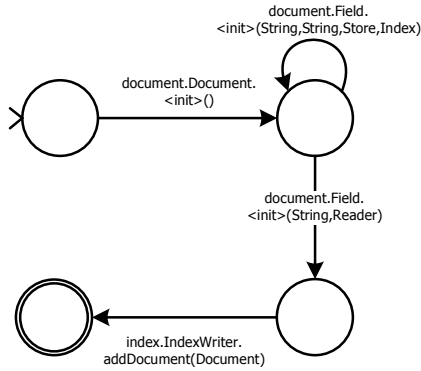 document.Field.
<init>(String,String,Store,Index)
document.Document.
<init>()
document.Field.
<init>(String,Reader)
index.IndexWriter.
addDocument(Document)